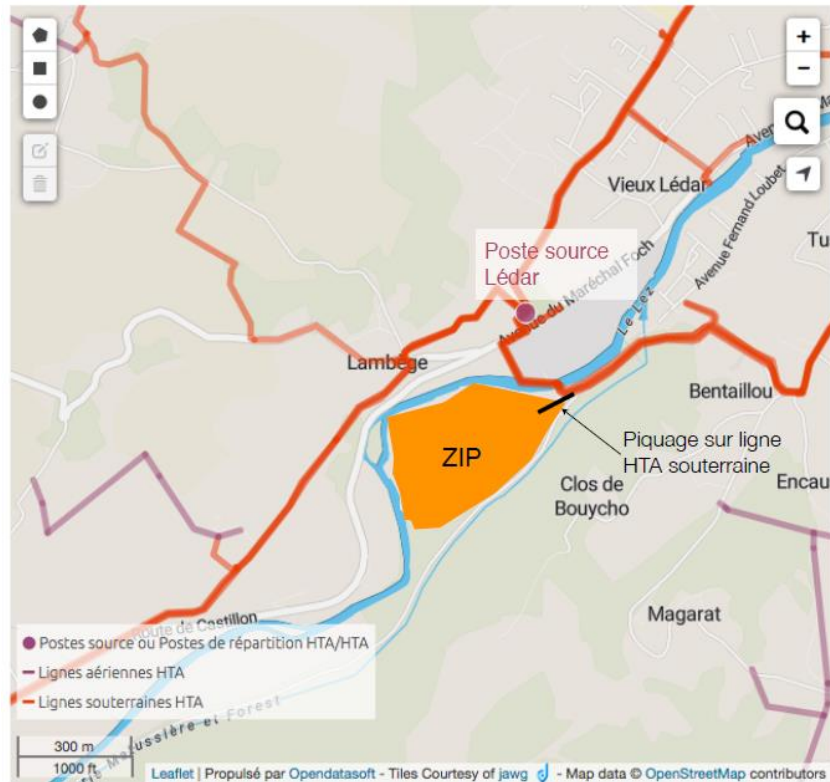 +
−
Vieux Lédar
Avenue Fernand Loubet
Tu
Poste source
Lédar
Avenue du Maréchal Foch
Le Lez
Lambège
Bentaillou
ZIP
Piquage sur ligne
HTA souterraine
Clos de
Bouycho
Encau
Magarat
Route de Castillon
Postes source ou Postes de répartition HTA/HTA
Lignes aériennes HTA
Lignes souterraines HTA
et Forest
300 m
1000 ft
Leaflet | Propulsé par Opendatasoft - Tiles Courtesy of jawg - Map data © OpenStreetMap contributors